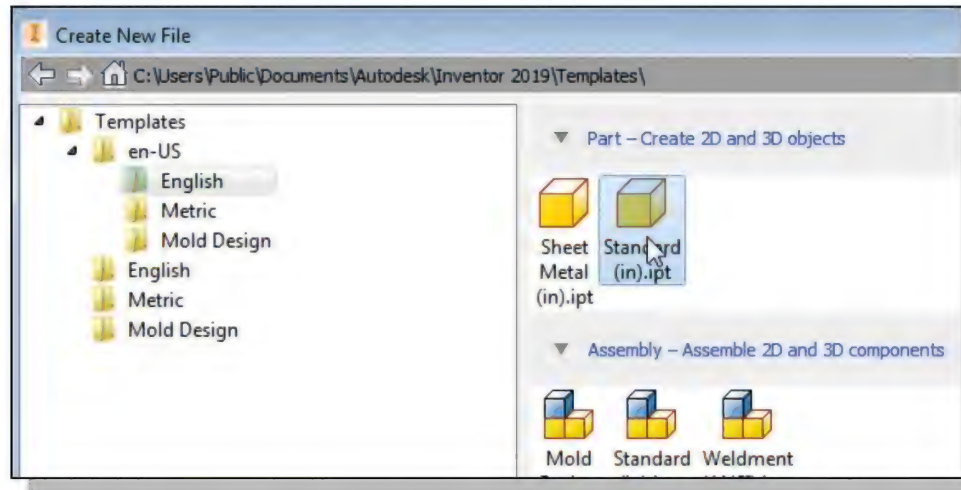 Create New File
C:\Users\Public\Documents\Autodesk\Inventor 2019\Templates\
Templates
en-US
English
Metric
Mold Design
English
Metric
Mold Design
Part – Create 2D and 3D objects
Sheet Metal (in).ipt
Standard (in).ipt
Assembly – Assemble 2D and 3D components
Mold
Standard
Weldment